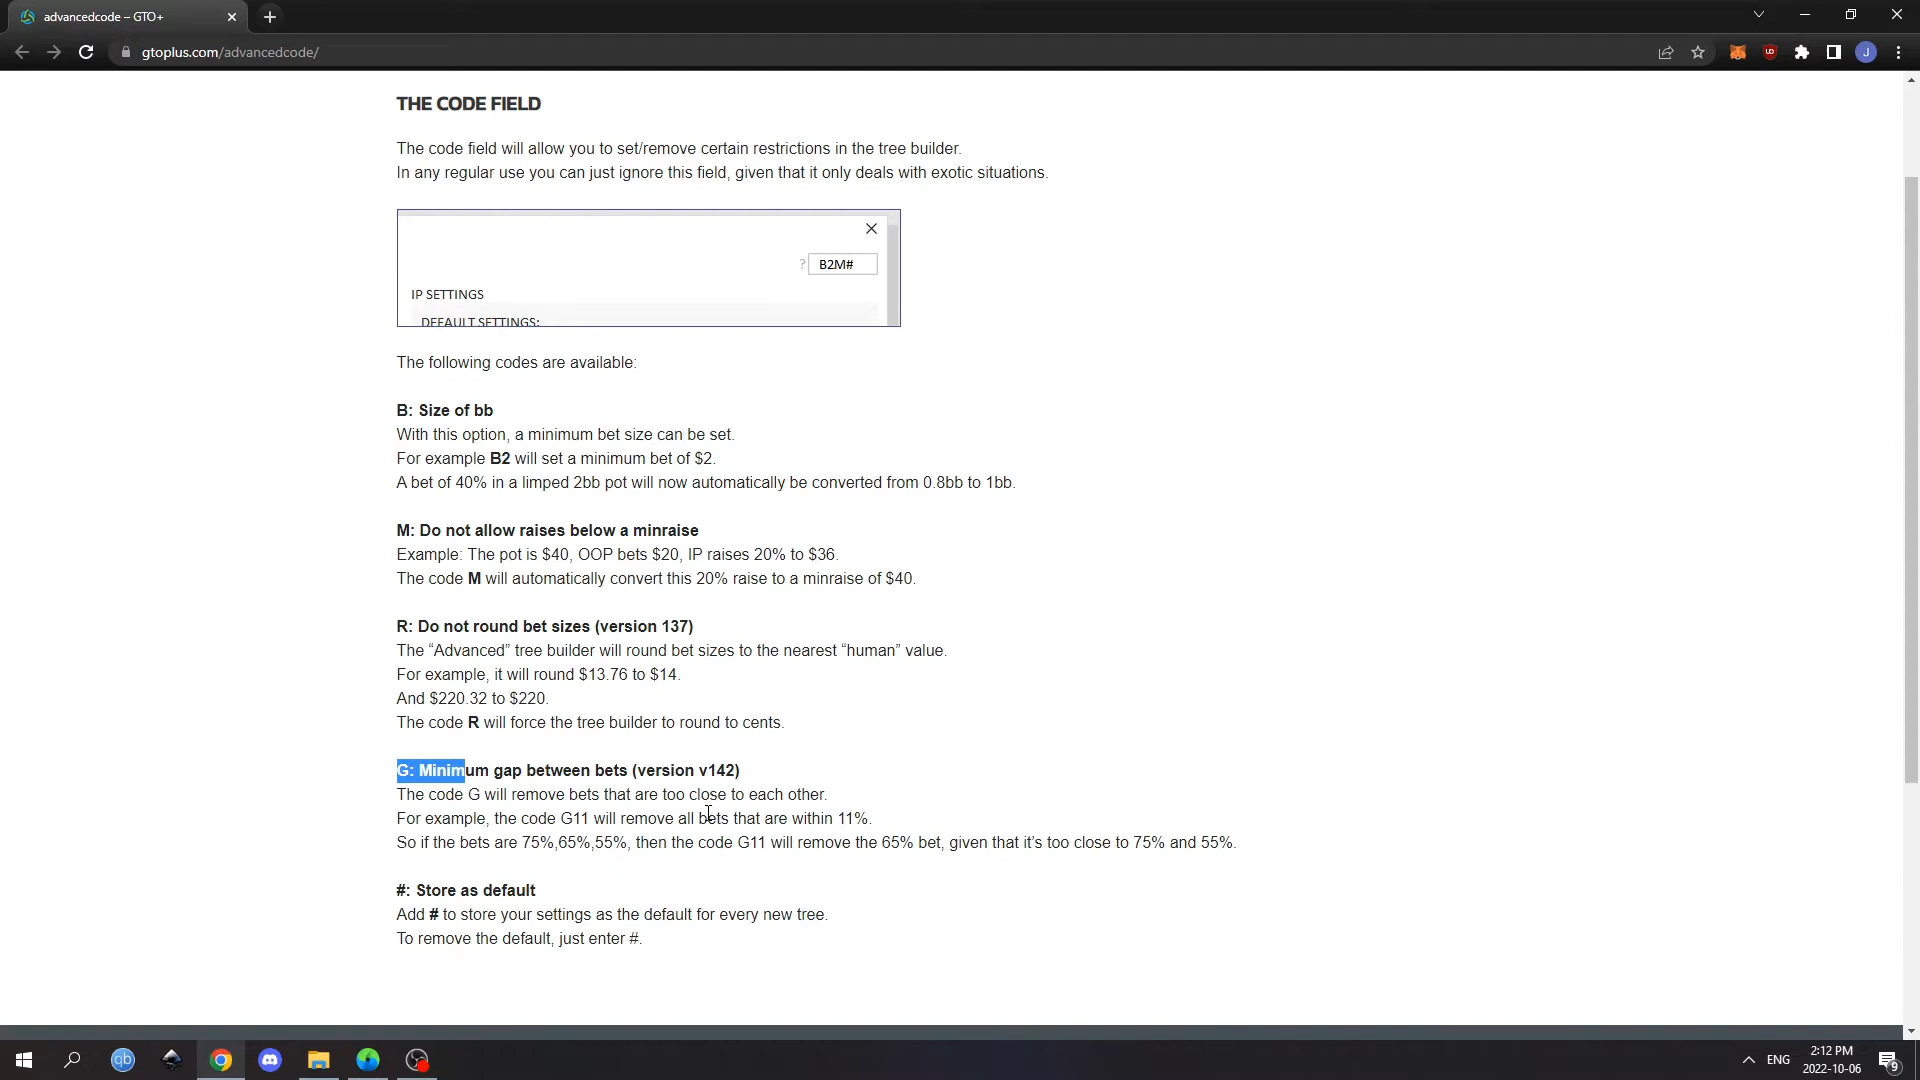 advancedcode – GTO+
gtoplus.com/advancedcode/
THE CODE FIELD
The code field will allow you to set/remove certain restrictions in the tree builder.
In any regular use you can just ignore this field, given that it only deals with exotic situations.
? B2M#
IP SETTINGS
DEFAULT SETTINGS:
The following codes are available:
B: Size of bb
With this option, a minimum bet size can be set.
For example B2 will set a minimum bet of $2.
A bet of 40% in a limped 2bb pot will now automatically be converted from 0.8bb to 1bb.
M: Do not allow raises below a minraise
Example: The pot is $40, OOP bets $20, IP raises 20% to $36.
The code M will automatically convert this 20% raise to a minraise of $40.
R: Do not round bet sizes (version 137)
The “Advanced” tree builder will round bet sizes to the nearest “human” value.
For example, it will round $13.76 to $14.
And $220.32 to $220.
The code R will force the tree builder to round to cents.
G: Minimum gap between bets (version v142)
The code G will remove bets that are too close to each other.
For example, the code G11 will remove all bets that are within 11%.
So if the bets are 75%,65%,55%, then the code G11 will remove the 65% bet, given that it’s too close to 75% and 55%.
#: Store as default
Add # to store your settings as the default for every new tree.
To remove the default, just enter #.
qb
J
ENG
2:12 PM
2022-10-06
9